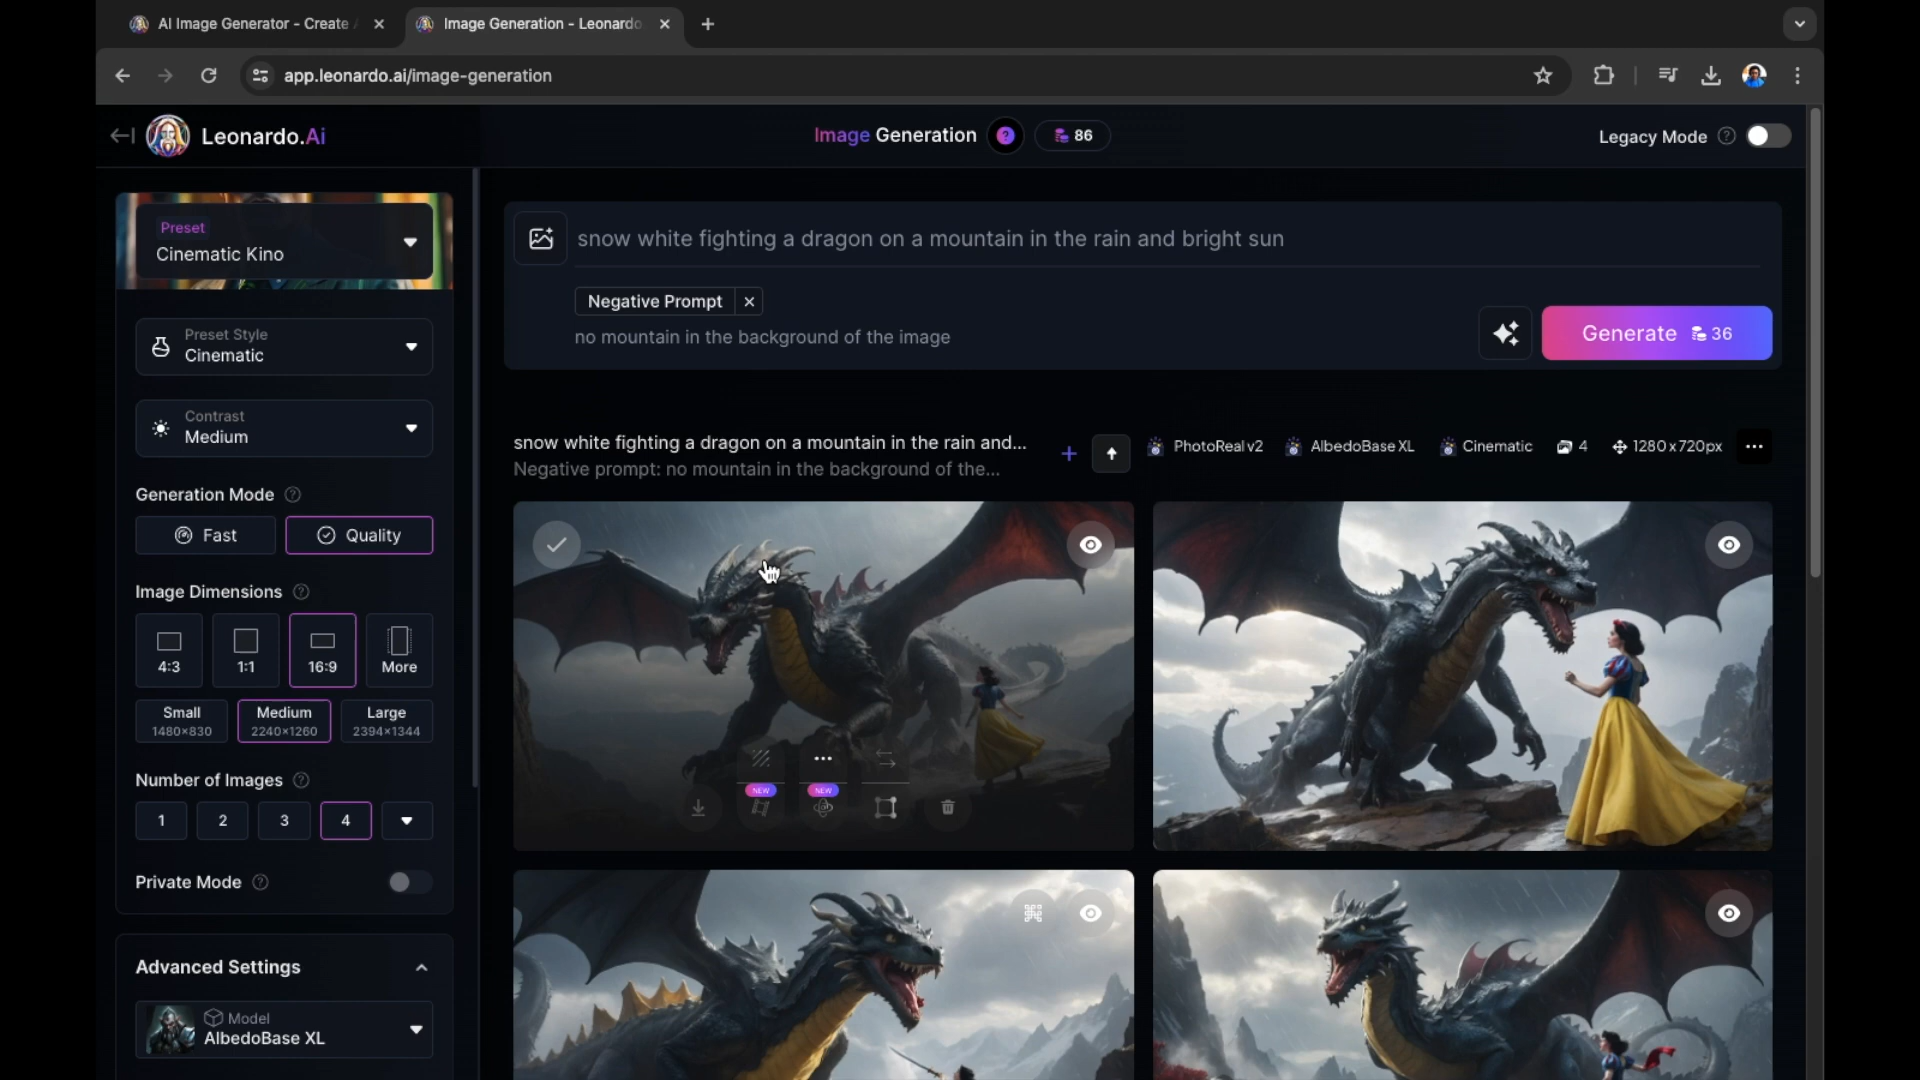 AI Image Generator - Create
Image Generation - Leonardo
app.leonardo.ai/image-generation
Leonardo.Ai
Image Generation
?
86
Legacy Mode
Preset
Cinematic Kino
snow white fighting a dragon on a mountain in the rain and bright sun
Negative Prompt
no mountain in the background of the image
Generate 36
Preset Style
Cinematic
Contrast
Medium
snow white fighting a dragon on a mountain in the rain and...
Negative prompt: no mountain in the background of the...
PhotoReal v2
AlbedoBase XL
Cinematic
4
1280 x 720px
Generation Mode
Fast
Quality
Image Dimensions
4:3
1:1
16:9
More
Small
1480×830
Medium
2240×1260
Large
2394×1344
NEW
NEW
Number of Images
1
2
3
4
Private Mode
Advanced Settings
Model
AlbedoBase XL